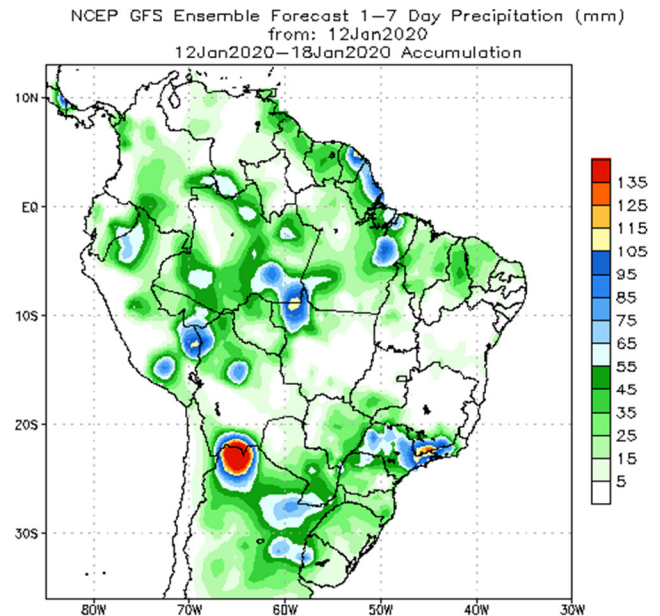 NCEP GFS Ensemble Forecast 1–7 Day Precipitation (mm)
from: 12Jan2020
12Jan2020–18Jan2020 Accumulation
10N
EQ
10S
20S
30S
80W
70W
60W
50W
40W
30W
135
125
115
105
95
85
75
65
55
45
35
25
15
5